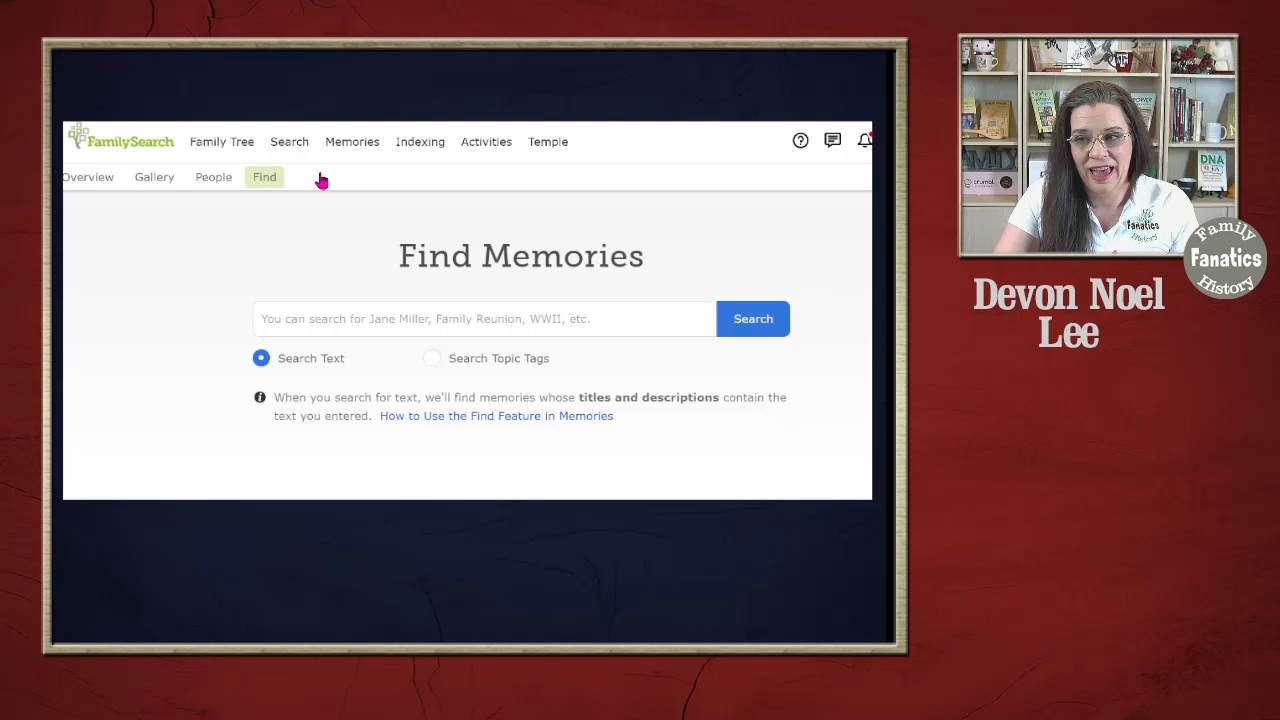 FamilySearch Family Tree Search Memories Indexing Activities Temple
Overview Gallery People Find
Find Memories
You can search for Jane Miller, Family Reunion, WWII, etc. Search
Search Text Search Topic Tags
When you search for text, we'll find memories whose titles and descriptions contain the
text you entered. How to Use the Find Feature in Memories
DNA
Fanatics
History
Family
Fanatics
History
Devon Noel
Lee